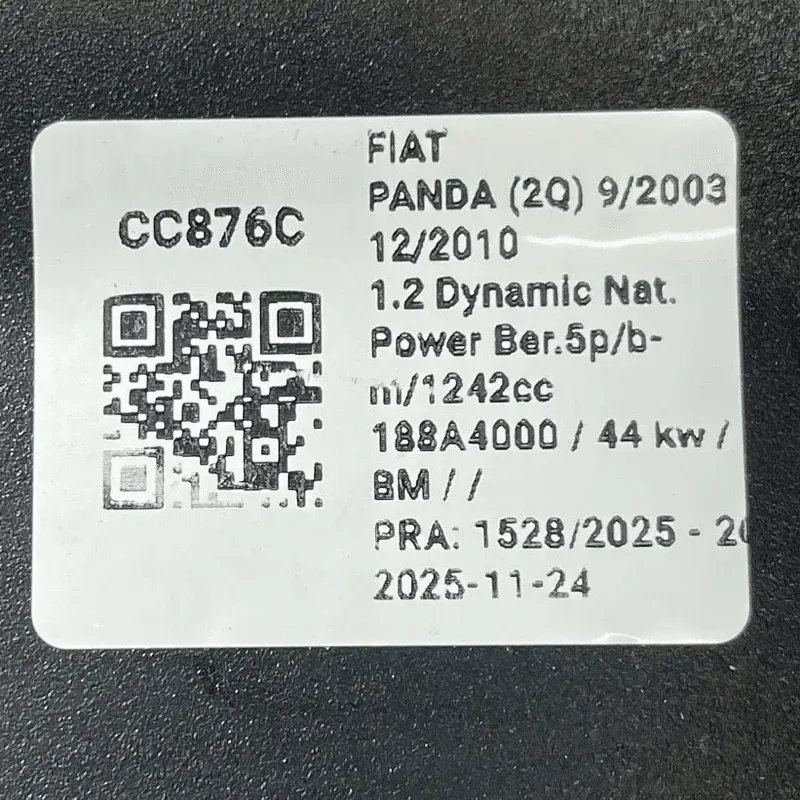 CC876C
FIAT
PANDA (2Q) 9/2003
12/2010
1.2 Dynamic Nat.
Power Ber.5p/b-
m/1242cc
188A4000 / 44 kw /
BM / /
PRA: 1528/2025 - 20
2025-11-24